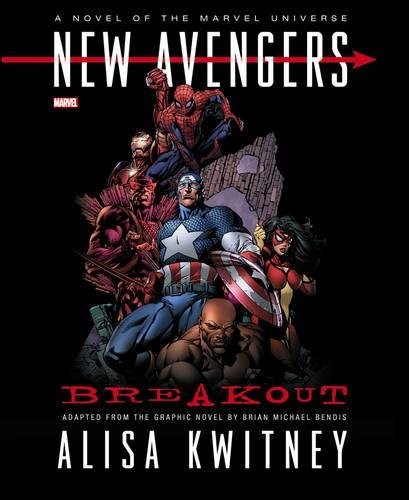 A NOVEL OF THE MARVEL UNIVERSE
NEW AVENGERS
MARVEL
BREAKOUT
ADAPTED FROM THE GRAPHIC NOVEL BY BRIAN MICHAEL BENDIS
ALISA KWITNEY